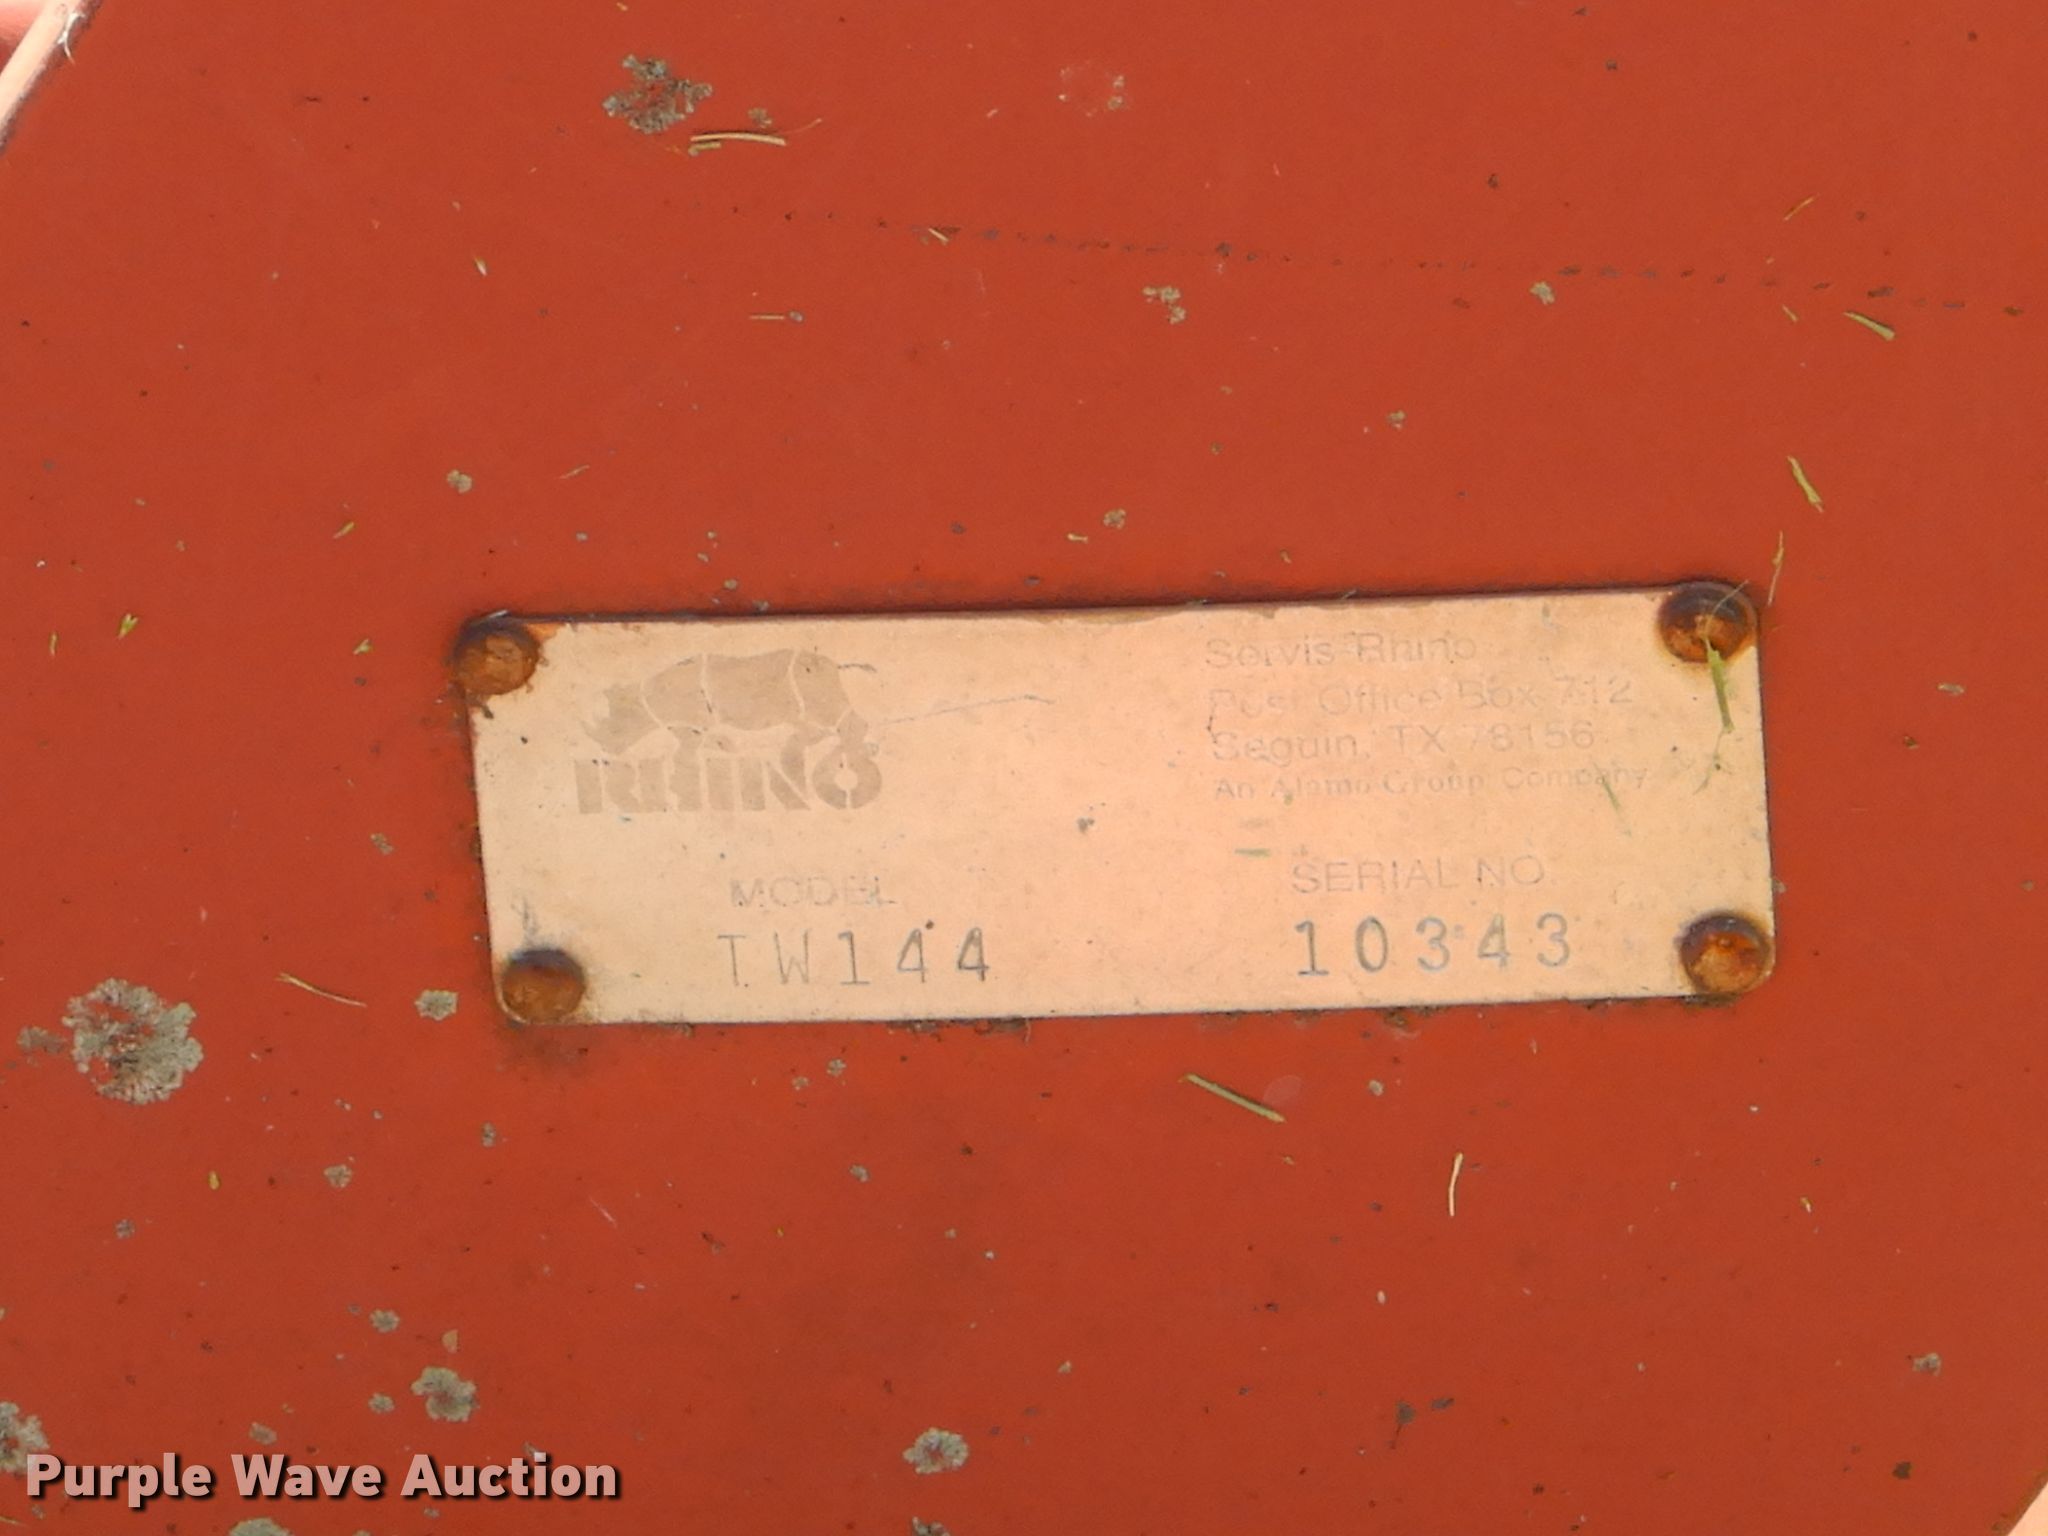 RHINO
Servis-Rhino
Post Office Box 712
Seguin, TX 78156
An Alamo Group Company
MODEL
TW144
SERIAL NO.
10343
Purple Wave Auction